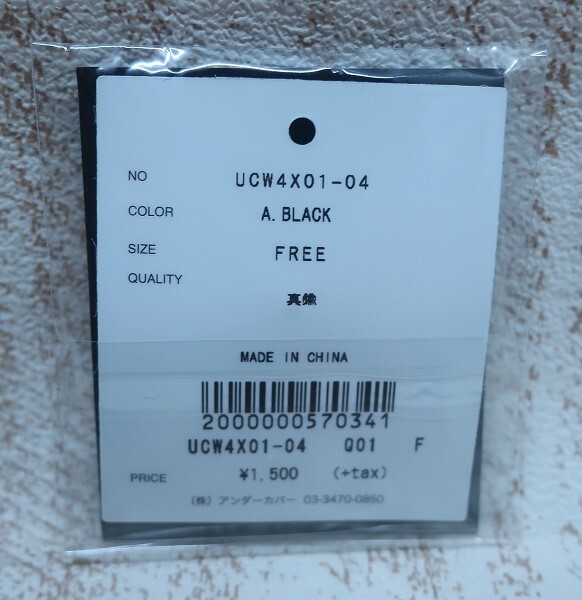 NO UCW4X01-04
COLOR A. BLACK
SIZE FREE
QUALITY
真鍮
MADE IN CHINA
2000000570341
UCW4X01-04 Q01 F
PRICE ¥1,500 (+tax)
(株) アンダーカバー 03-3470-0850